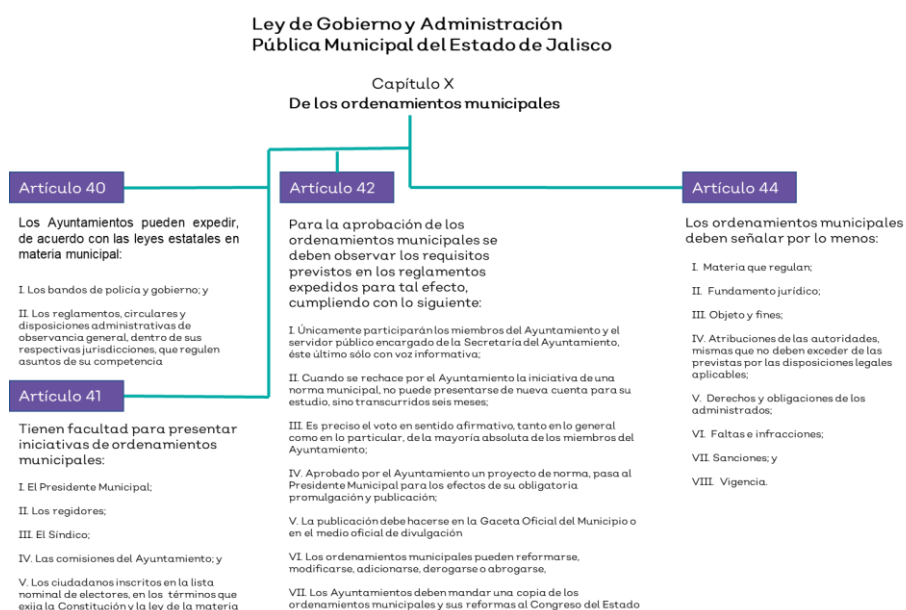 Ley de Gobierno y Administración
Pública Municipal del Estado de Jalisco
Capítulo X
De los ordenamientos municipales
Artículo 40
Los Ayuntamientos pueden expedir,
de acuerdo con las leyes estatales en
materia municipal:
I. Los bandos de policía y gobierno; y
II. Los reglamentos, circulares y
disposiciones administrativas de
observancia general, dentro de sus
respectivas jurisdicciones, que regulen
asuntos de su competencia
Artículo 41
Tienen facultad para presentar
iniciativas de ordenamientos
municipales:
I. El Presidente Municipal;
II. Los regidores;
III. El Síndico;
IV. Las comisiones del Ayuntamiento; y
V. Los ciudadanos inscritos en la lista
nominal de electores, en los términos que
exija la Constitución y la ley de la materia
Artículo 42
Para la aprobación de los
ordenamientos municipales se
deben observar los requisitos
previstos en los reglamentos
expedidos para tal efecto,
cumpliendo con lo siguiente:
I. Únicamente participarán los miembros del Ayuntamiento y el
servidor público encargado de la Secretaría del Ayuntamiento,
éste último sólo con voz informativa;
II. Cuando se rechace por el Ayuntamiento la iniciativa de una
norma municipal, no puede presentarse de nueva cuenta para su
estudio, sino transcurridos seis meses;
III. Es preciso el voto en sentido afirmativo, tanto en lo general
como en lo particular, de la mayoría absoluta de los miembros del
Ayuntamiento;
IV. Aprobado por el Ayuntamiento un proyecto de norma, pasa al
Presidente Municipal para los efectos de su obligatoria
promulgación y publicación;
V. La publicación debe hacerse en la Gaceta Oficial del Municipio o
en el medio oficial de divulgación
VI. Los ordenamientos municipales pueden reformarse,
modificarse, adicionarse, derogarse o abrogarse,
VII. Los Ayuntamientos deben mandar una copia de los
ordenamientos municipales y sus reformas al Congreso del Estado
Artículo 44
Los ordenamientos municipales
deben señalar por lo menos:
I. Materia que regulan;
II. Fundamento jurídico;
III. Objeto y fines;
IV. Atribuciones de las autoridades,
mismas que no deben exceder de las
previstas por las disposiciones legales
aplicables;
V. Derechos y obligaciones de los
administrados;
VI. Faltas e infracciones;
VII. Sanciones; y
VIII. Vigencia.